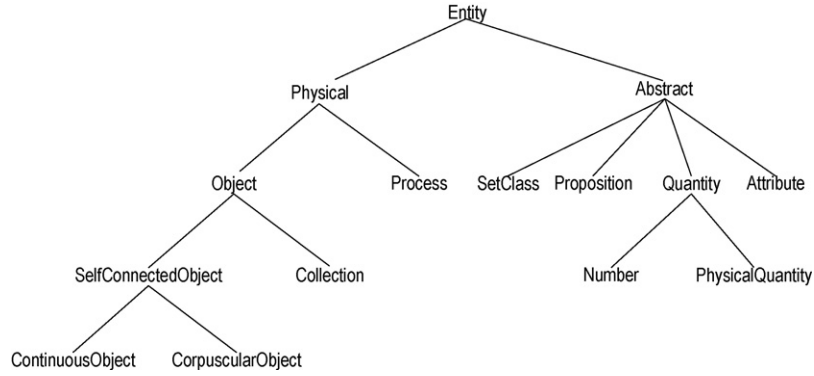 Entity
Physical Abstract
Object Process SetClass Proposition Quantity Attribute
SelfConnectedObject Collection Number PhysicalQuantity
ContinuousObject CorpuscularObject